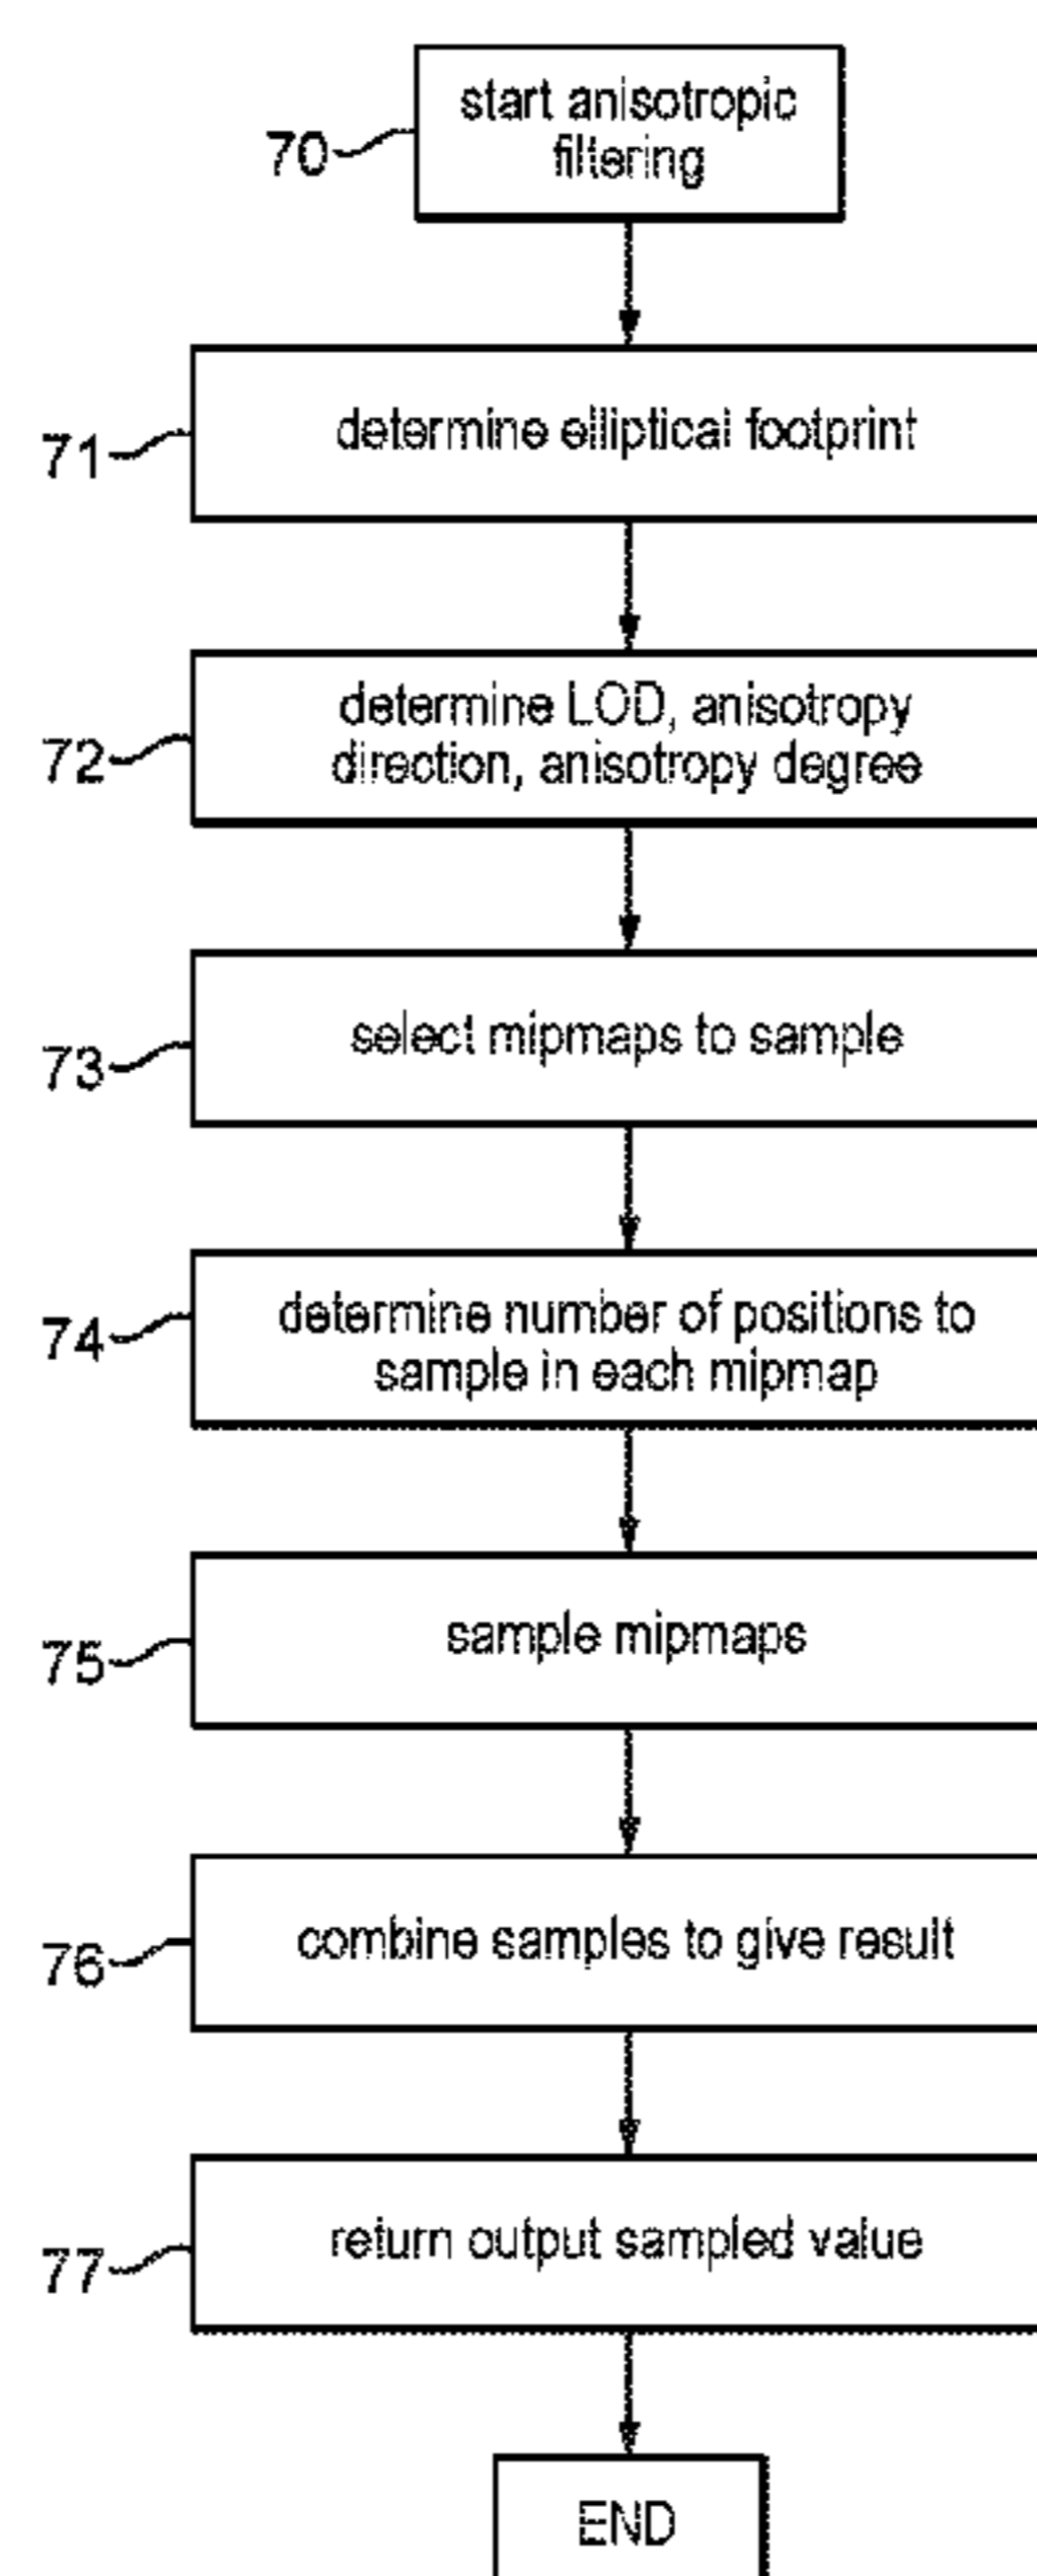 start anisotropic
filtering
70
determine elliptical footprint
71
determine LOD, anisotropy
direction, anisotropy degree
72
select mipmaps to sample
73
determine number of positions to
sample in each mipmap
74
sample mipmaps
75
combine samples to give result
76
return output sampled value
77
END